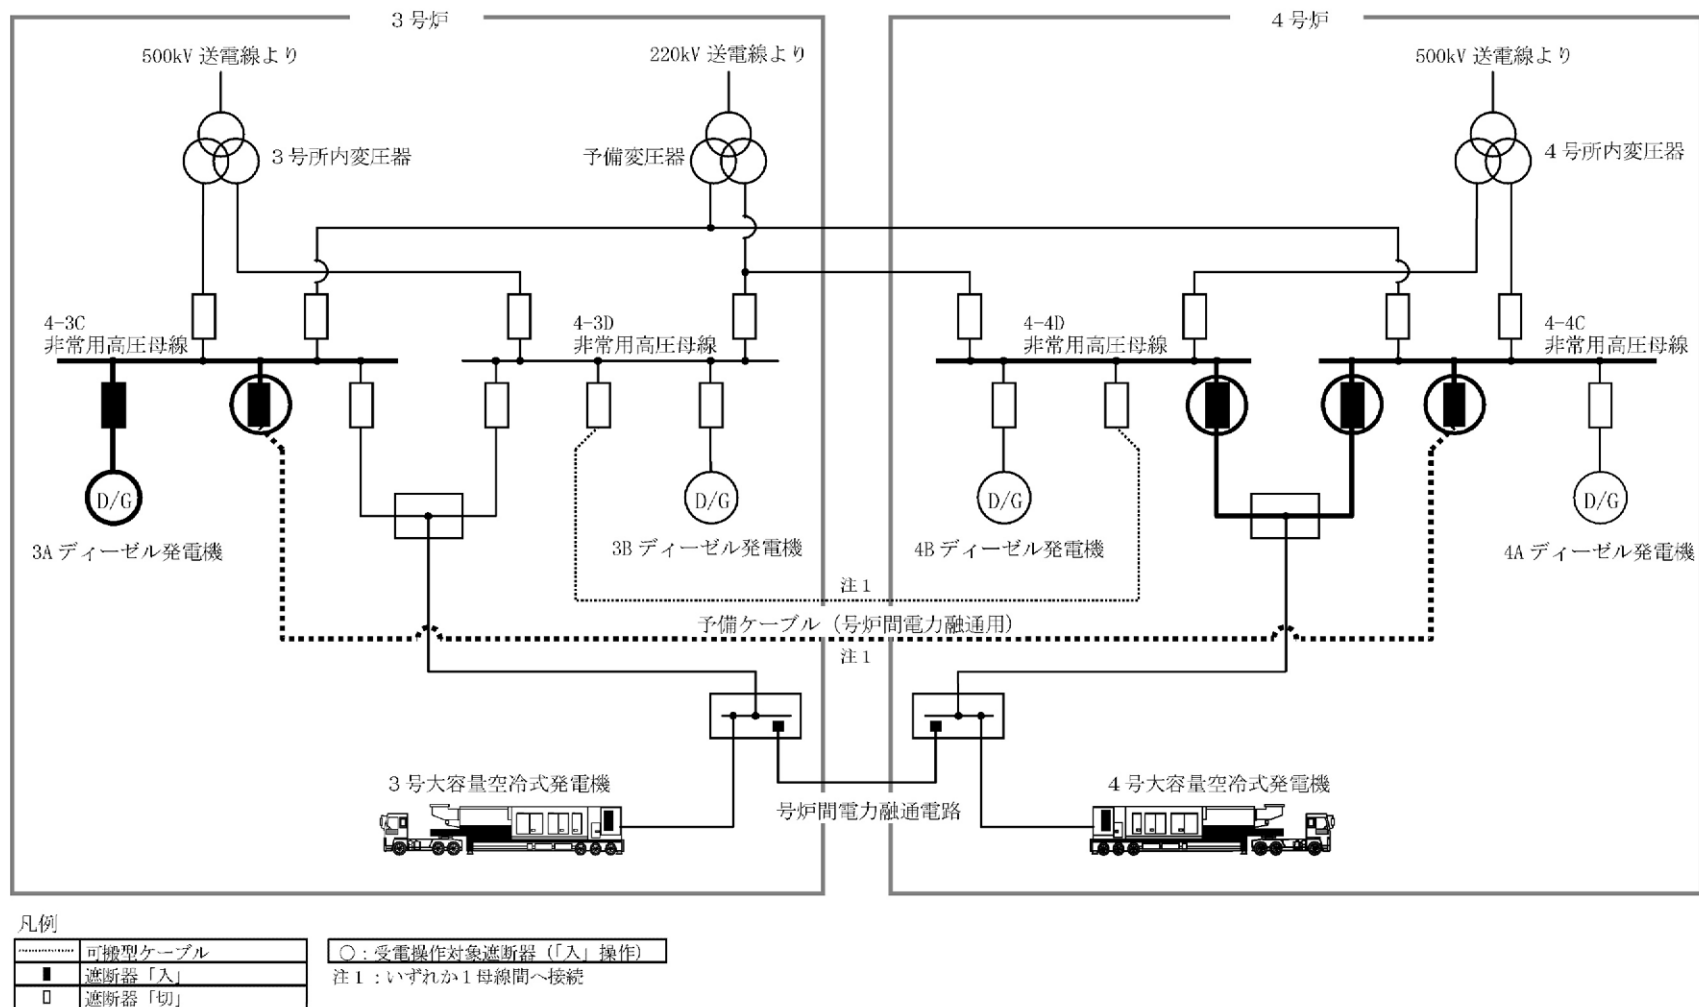 3号炉
4号炉
500kV 送電線より
220kV 送電線より
500kV 送電線より
3号所内変圧器
予備変圧器
4号所内変圧器
4-3C
非常用高圧母線
4-3D
非常用高圧母線
4-4D
非常用高圧母線
4-4C
非常用高圧母線
D/G
D/G
D/G
D/G
3A ディーゼル発電機
3B ディーゼル発電機
4B ディーゼル発電機
4A ディーゼル発電機
注1
予備ケーブル（号炉間電力融通用）
注1
3号大容量空冷式発電機
4号大容量空冷式発電機
号炉間電力融通電路
凡例
可搬型ケーブル
遮断器「入」
遮断器「切」
○：受電操作対象遮断器（「入」操作）
注1：いずれか1母線間へ接続